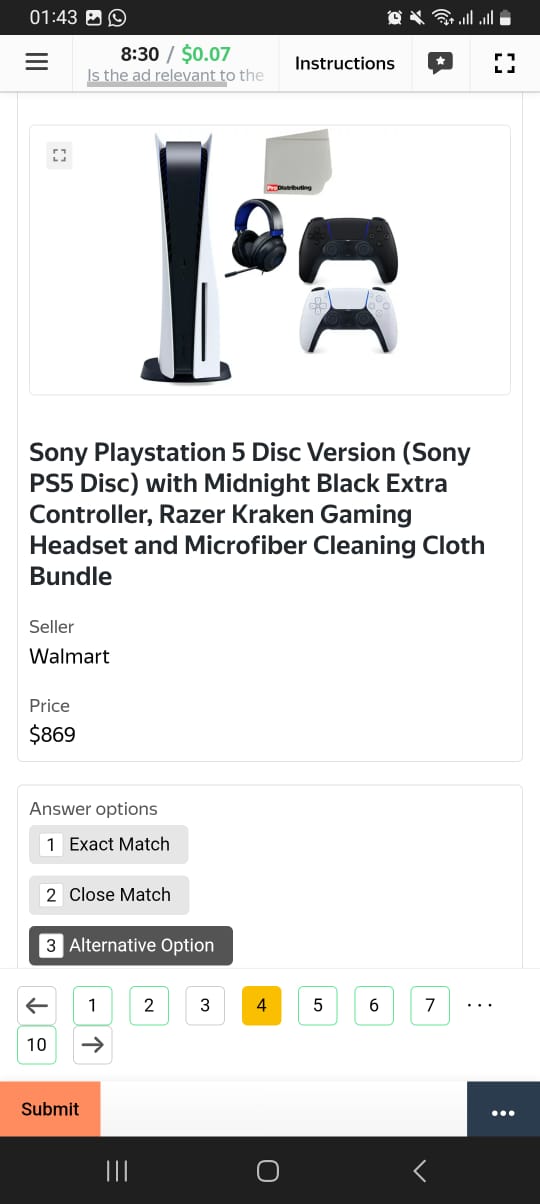 01:43
8:30 / $0.07
Is the ad relevant to the
Instructions
Pro Distributing
Sony Playstation 5 Disc Version (Sony
PS5 Disc) with Midnight Black Extra
Controller, Razer Kraken Gaming
Headset and Microfiber Cleaning Cloth
Bundle
Seller
Walmart
Price
$869
Answer options
1 Exact Match
2 Close Match
3 Alternative Option
1 2 3 4 5 6 7 ...
10
Submit